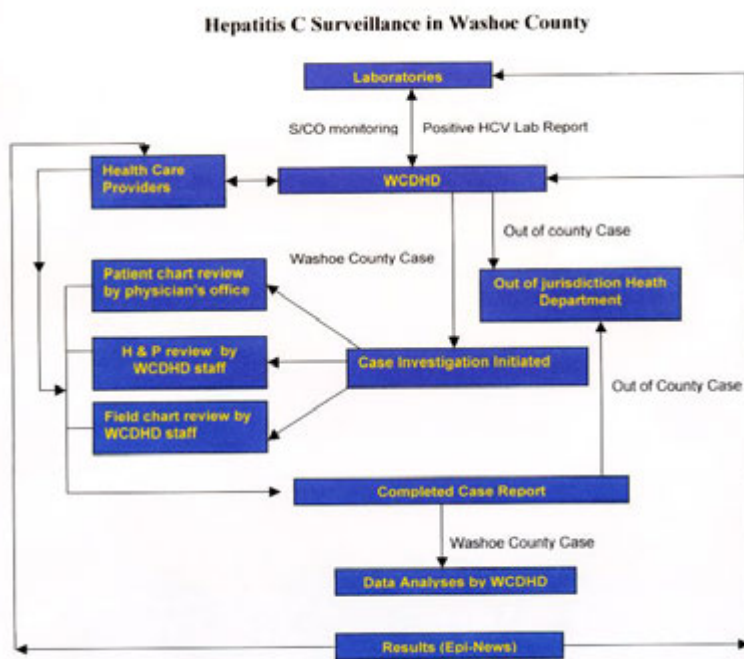 Hepatitis C Surveillance in Washoe County
Laboratories
S/CO monitoring
Positive HCV Lab Report
Health Care
Providers
WCDHD
Out of county Case
Washoe County Case
Patient chart review
by physician's office
Out of jurisdiction Heath
Department
H & P review by
WCDHD staff
Case Investigation Initiated
Out of County Case
Field chart review by
WCDHD staff
Completed Case Report
Washoe County Case
Data Analyses by WCDHD
Results (Epi-News)